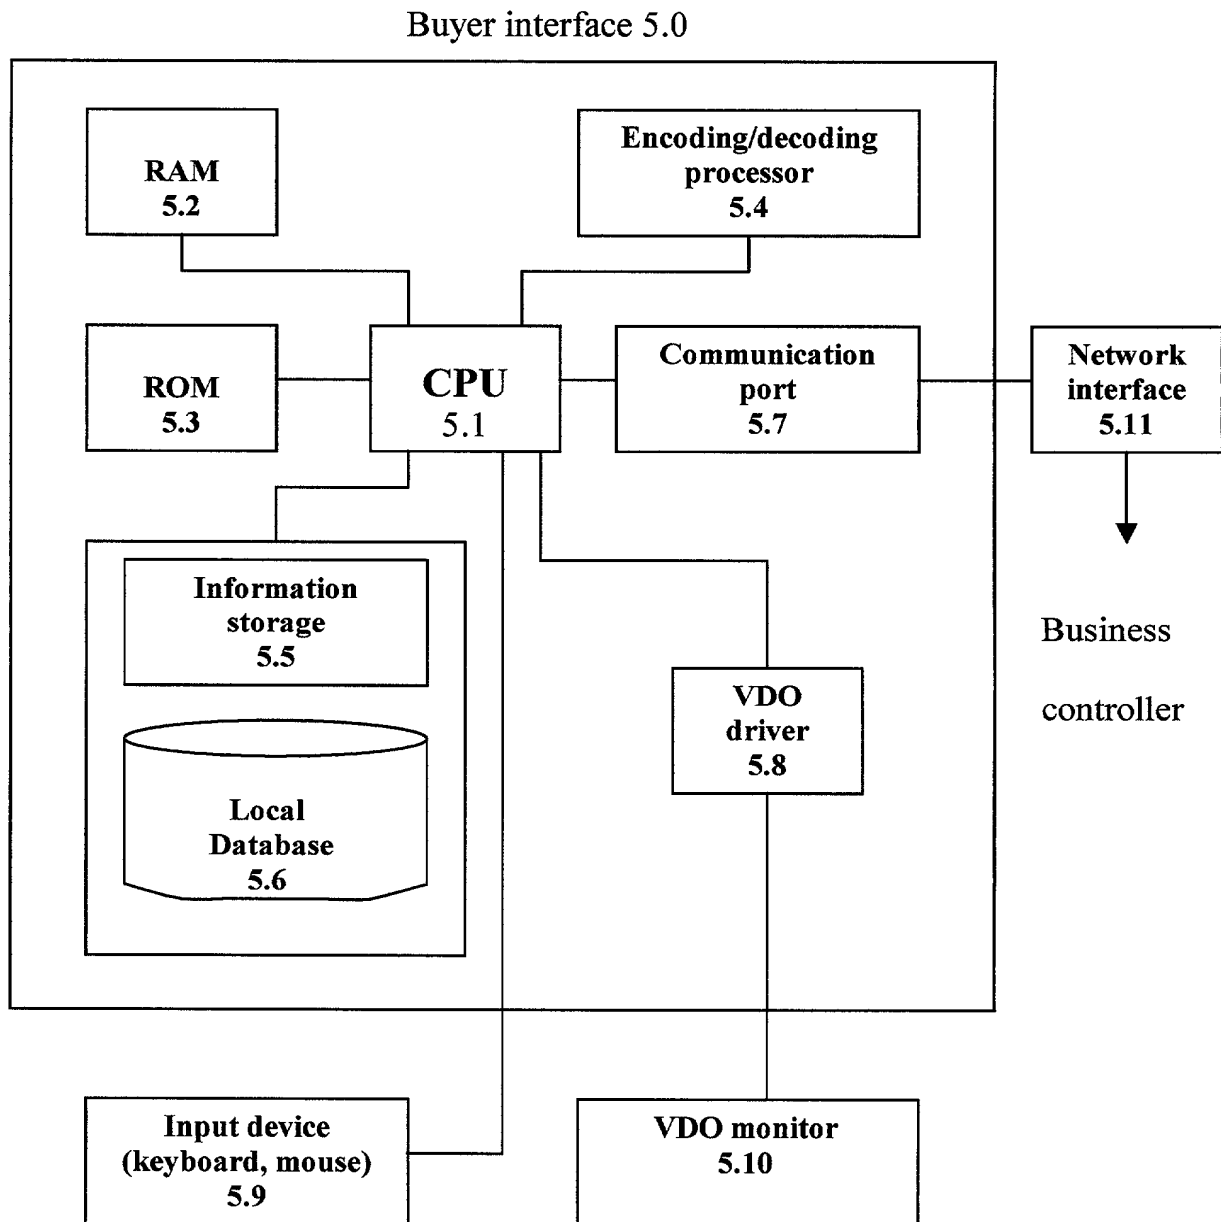 Buyer interface 5.0
RAM
5.2
Encoding/decoding
processor
5.4
ROM
5.3
CPU
5.1
Communication
port
5.7
Network
interface
5.11
Information
storage
5.5
Business
controller
VDO
driver
5.8
Local
Database
5.6
Input device
(keyboard, mouse)
5.9
VDO monitor
5.10